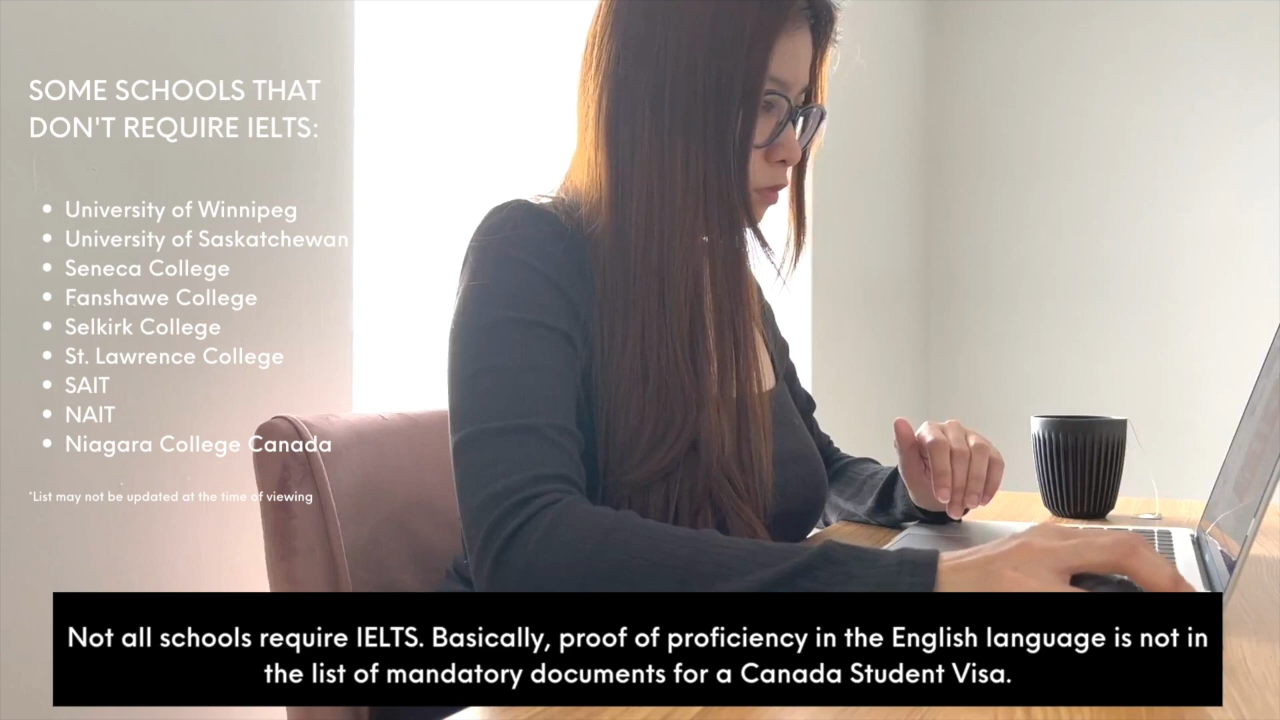 SOME SCHOOLS THAT
DON'T REQUIRE IELTS:
• University of Winnipeg
• University of Saskatchewan
• Seneca College
• Fanshawe College
• Selkirk College
• St. Lawrence College
• SAIT
• NAIT
• Niagara College Canada
*List may not be updated at the time of viewing
Not all schools require IELTS. Basically, proof of proficiency in the English language is not in
the list of mandatory documents for a Canada Student Visa.